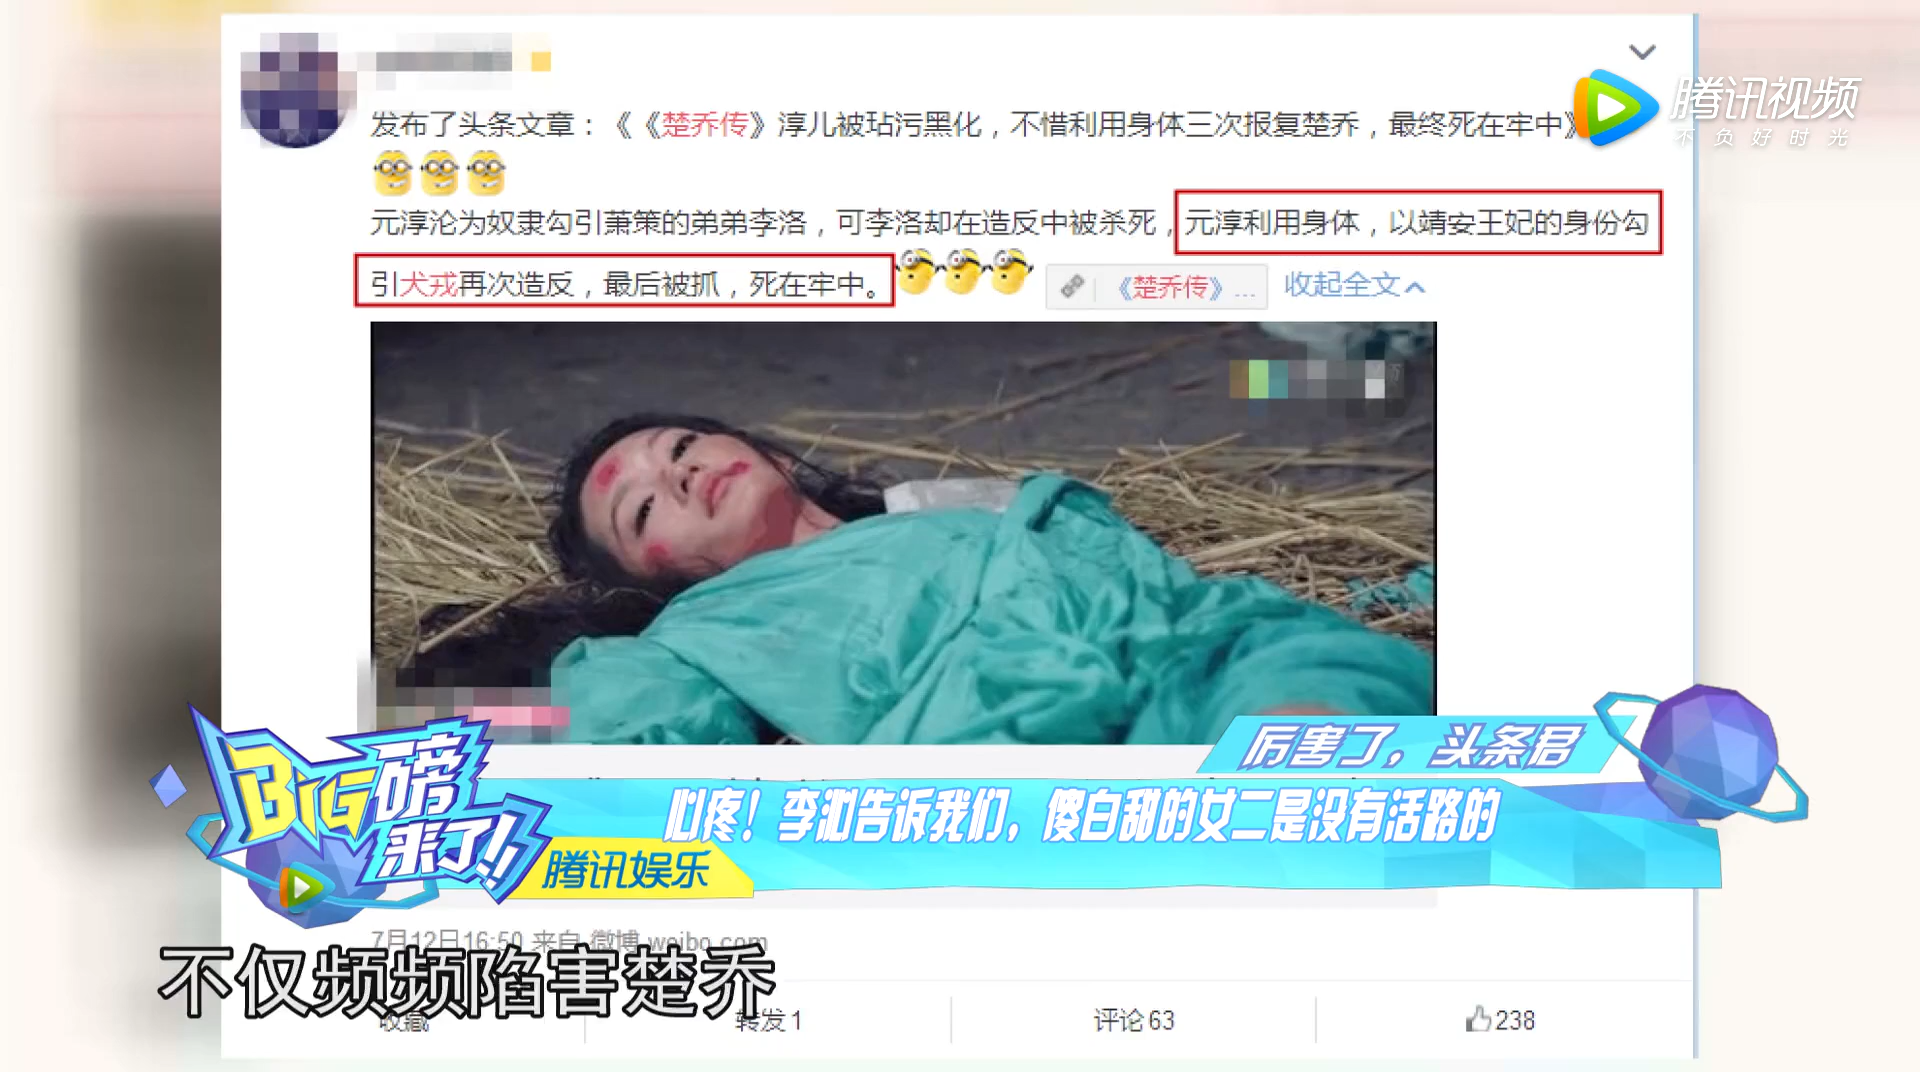 腾讯视频
不负好时光
发布了头条文章：《《楚乔传》淳儿被玷污黑化，不惜利用身体三次报复楚乔，最终死在牢中》
元淳沦为奴隶勾引萧策的弟弟李洛，可李洛却在造反中被杀死，元淳利用身体，以靖安王妃的身份勾
引犬戎再次造反，最后被抓，死在牢中。 《楚乔传》... 收起全文
厉害了，头条君
BIG磅来了!!
心疼！李沁告诉我们，傻白甜的女二是没有活路的
腾讯娱乐
7月12日16:50 来自 微博 weibo.com
不仅频频陷害楚乔
收藏 转发 1 评论 63 238